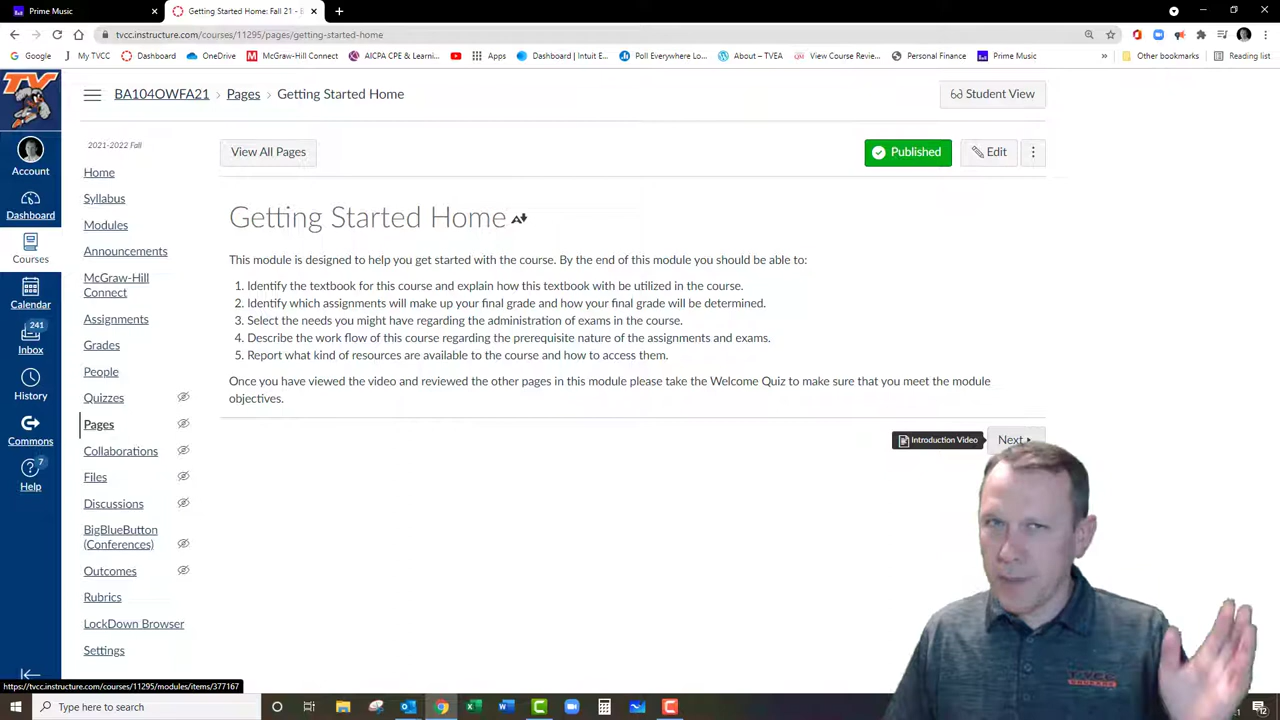 Prime Music
Getting Started Home: Fall 21 - E
tvcc.instructure.com/courses/11295/pages/getting-started-home
Google
My TVCC
Dashboard
OneDrive
McGraw-Hill Connect
AICPA CPE & Learnin...
Apps
Dashboard | Intuit E...
Poll Everywhere Lo...
About – TVEA
View Course Revie...
Personal Finance
Prime Music
Other bookmarks
Reading list
TV
BA104OWFA21 > Pages > Getting Started Home
Student View
2021-2022 Fall
View All Pages
Published
Edit
Account
Dashboard
Courses
Calendar
241
Inbox
History
Commons
7
Help
Home
Syllabus
Modules
Announcements
McGraw-Hill
Connect
Assignments
Grades
People
Quizzes
Pages
Collaborations
Files
Discussions
BigBlueButton
(Conferences)
Outcomes
Rubrics
LockDown Browser
Settings
Getting Started Home
This module is designed to help you get started with the course. By the end of this module you should be able to:
1. Identify the textbook for this course and explain how this textbook with be utilized in the course.
2. Identify which assignments will make up your final grade and how your final grade will be determined.
3. Select the needs you might have regarding the administration of exams in the course.
4. Describe the work flow of this course regarding the prerequisite nature of the assignments and exams.
5. Report what kind of resources are available to the course and how to access them.
Once you have viewed the video and reviewed the other pages in this module please take the Welcome Quiz to make sure that you meet the module
objectives.
Introduction Video
Next
TVCC
https://tvcc.instructure.com/courses/11295/modules/items/377167
Type here to search
12